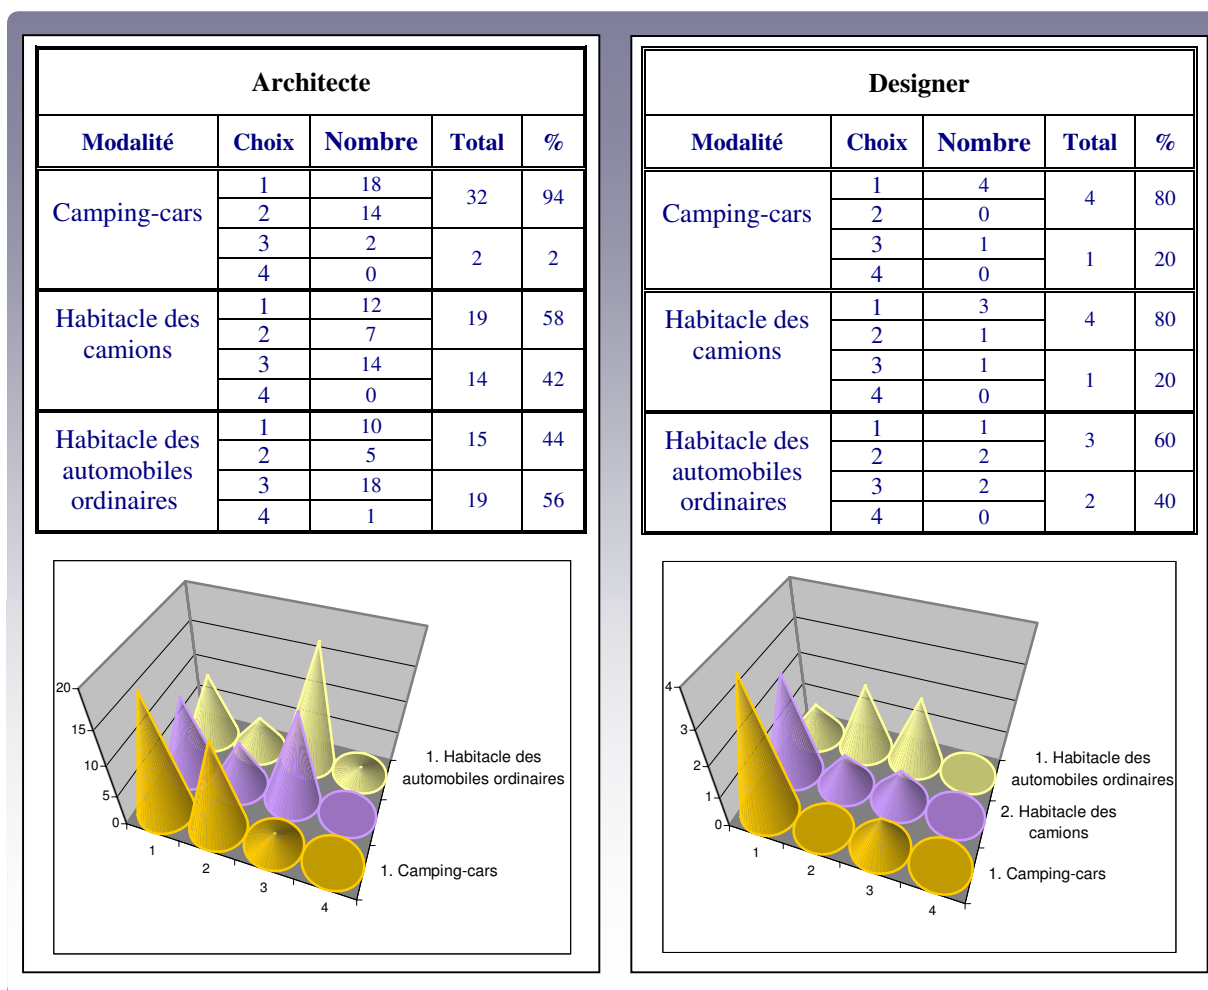 Architecte
Modalité Choix Nombre Total %
Camping-cars
1 18
2 14
32 94
3 2
4 0
2 2
Habitacle des
camions
1 12
2 7
19 58
3 14
4 0
14 42
Habitacle des
automobiles
ordinaires
1 10
2 5
15 44
3 18
4 1
19 56
20
15
10
5
0
1
2
3
4
1. Habitacle des
automobiles ordinaires
1. Camping-cars
Designer
Modalité Choix Nombre Total %
Camping-cars
1 4
2 0
4 80
3 1
4 0
1 20
Habitacle des
camions
1 3
2 1
4 80
3 1
4 0
1 20
Habitacle des
automobiles
ordinaires
1 1
2 2
3 60
3 2
4 0
2 40
4
3
2
1
0
1
2
3
4
1. Habitacle des
automobiles ordinaires
2. Habitacle des
camions
1. Camping-cars